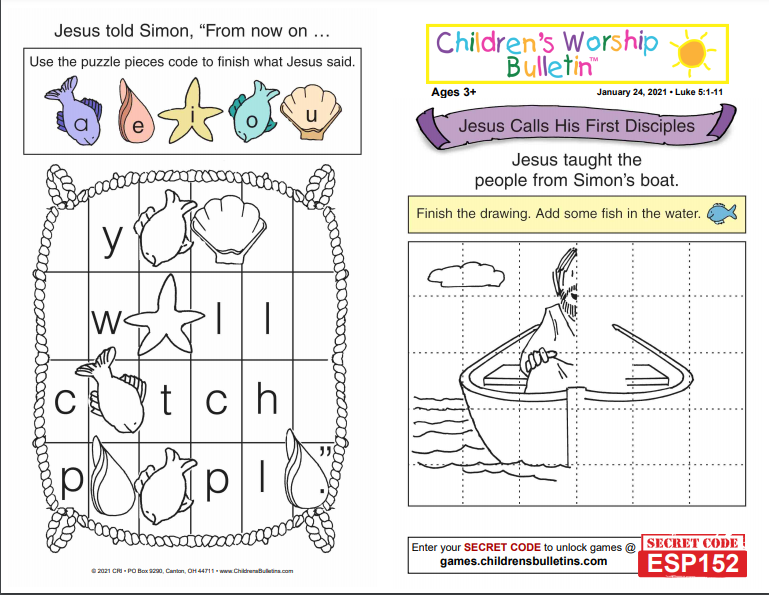 Jesus told Simon, “From now on …
Use the puzzle pieces code to finish what Jesus said.
a e i o u
y
w l l
c t c h
p p l .”
© 2021 CRI • PO Box 9290, Canton, OH 44711 • www.ChildrensBulletins.com
Children's Worship
Bulletin™
Ages 3+ January 24, 2021 • Luke 5:1-11
Jesus Calls His First Disciples
Jesus taught the
people from Simon’s boat.
Finish the drawing. Add some fish in the water.
Enter your SECRET CODE to unlock games @
games.childrensbulletins.com
SECRET CODE
ESP152